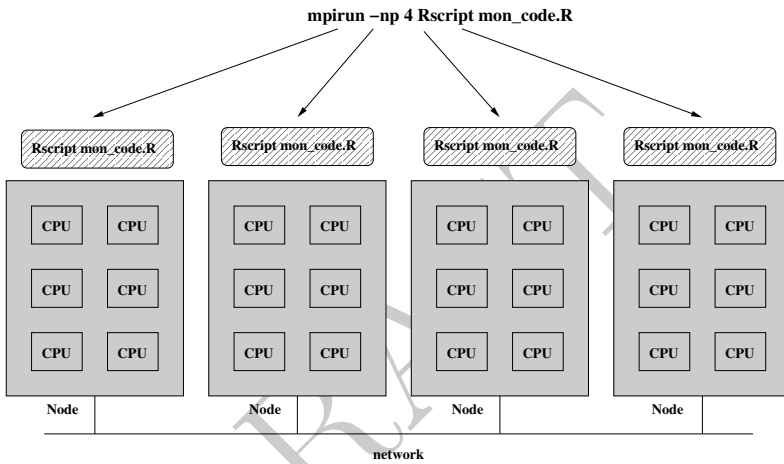 mpirun −np 4 Rscript mon_code.R
Rscript mon_code.R Rscript mon_code.R Rscript mon_code.R Rscript mon_code.R
CPU CPU CPU CPU CPU CPU CPU CPU
CPU CPU CPU CPU CPU CPU CPU CPU
CPU CPU CPU CPU CPU CPU CPU CPU
Node Node Node Node
network